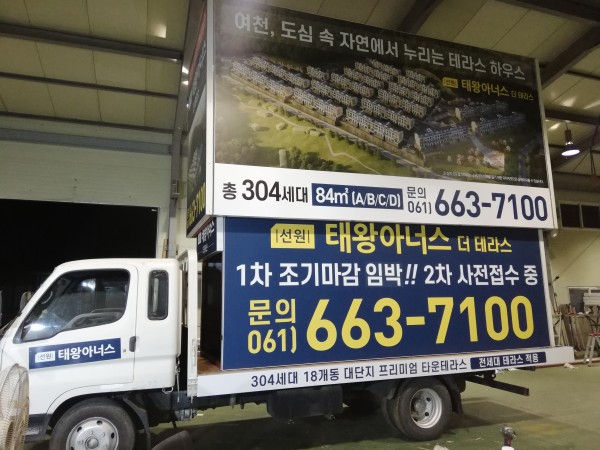 여천, 도심 속 자연에서 누리는 테라스 하우스
선원 태왕아너스 더 테라스
총 304세대 84㎡ (A/B/C/D) 문의 061) 663-7100
7100
|선원| 태왕아너스 더 테라스
1차 조기마감 임박!! 2차 사전접수 중
문의 061) 663-7100
|선원| 태왕아너스
304세대 18개동 대단지 프리미엄 타운테라스 전세대 테라스 적용